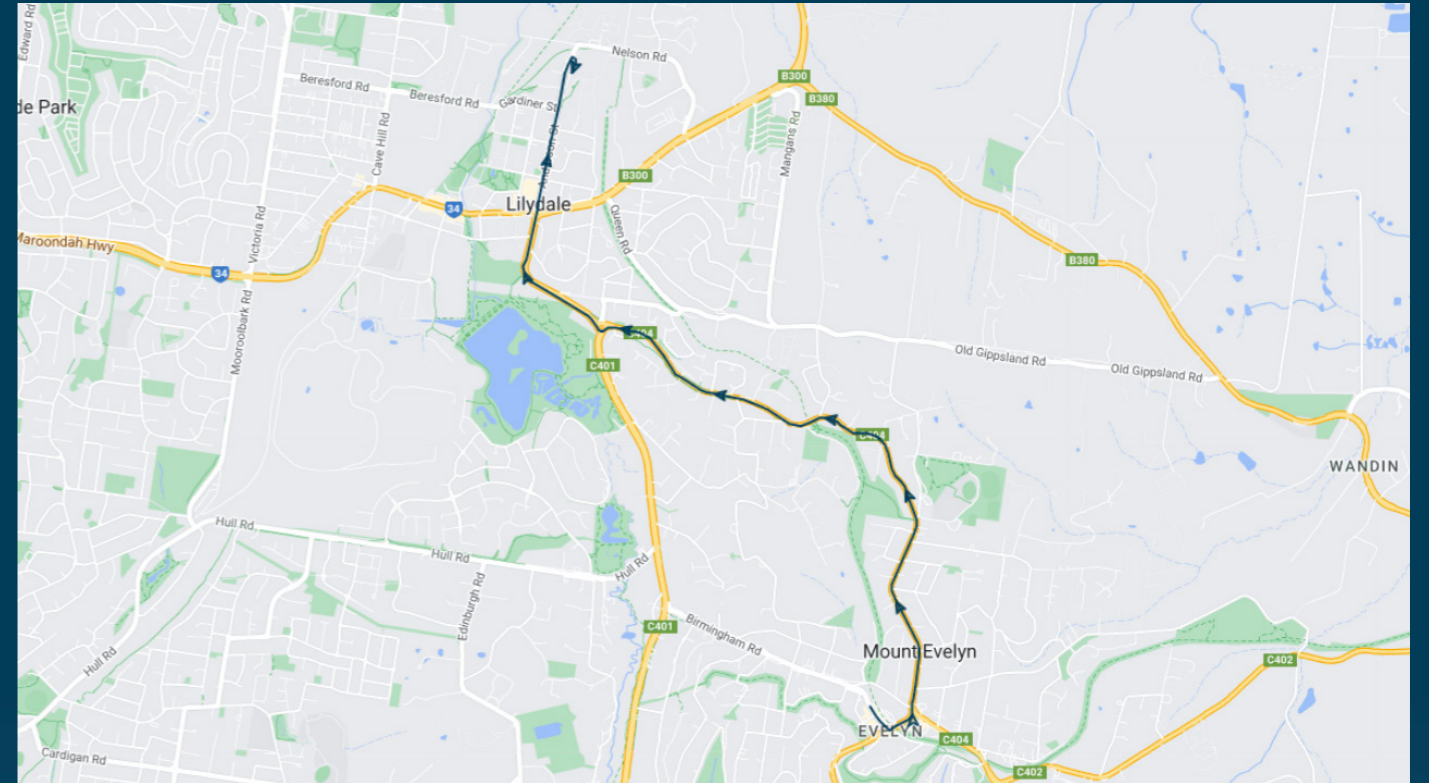 Edward Rd
Nelson Rd
B300
Beresford Rd
Beresford Rd
Gardiner St
B380
de Park
Cave Hill Rd
Mangans Rd
B300
34
Lilydale
Victoria Rd
Queen Rd
Maroondah Hwy
34
B380
Mooroolbark Rd
C404
Old Gippsland Rd
C401
Old Gippsland Rd
C404
WANDIN
Hull Rd
Hull Rd
Hull Rd
Edinburgh Rd
C401
Birmingham Rd
Mount Evelyn
Hull Rd
C402
EVELYN
C404
Cardigan Rd
C402